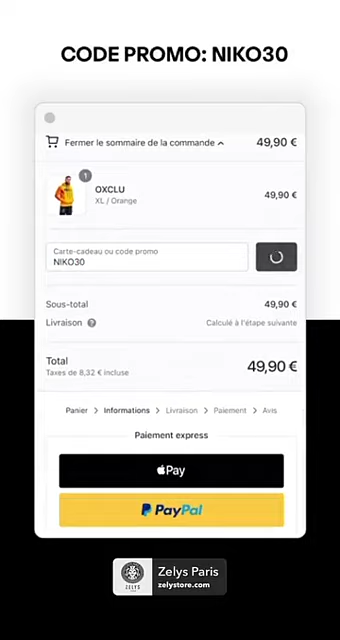 CODE PROMO: NIKO30
Fermer le sommaire de la commande
49,90 €
1
OXCLU
XL / Orange
49,90 €
Carte-cadeau ou code promo
NIKO30
Sous-total
49,90 €
Livraison ?
Calculé à l'étape suivante
Total
Taxes de 8,32 € incluse
49,90 €
Panier > Informations > Livraison > Paiement > Avis
Paiement express
Pay
PayPal
ZELYS
Zelys Paris
zelystore.com